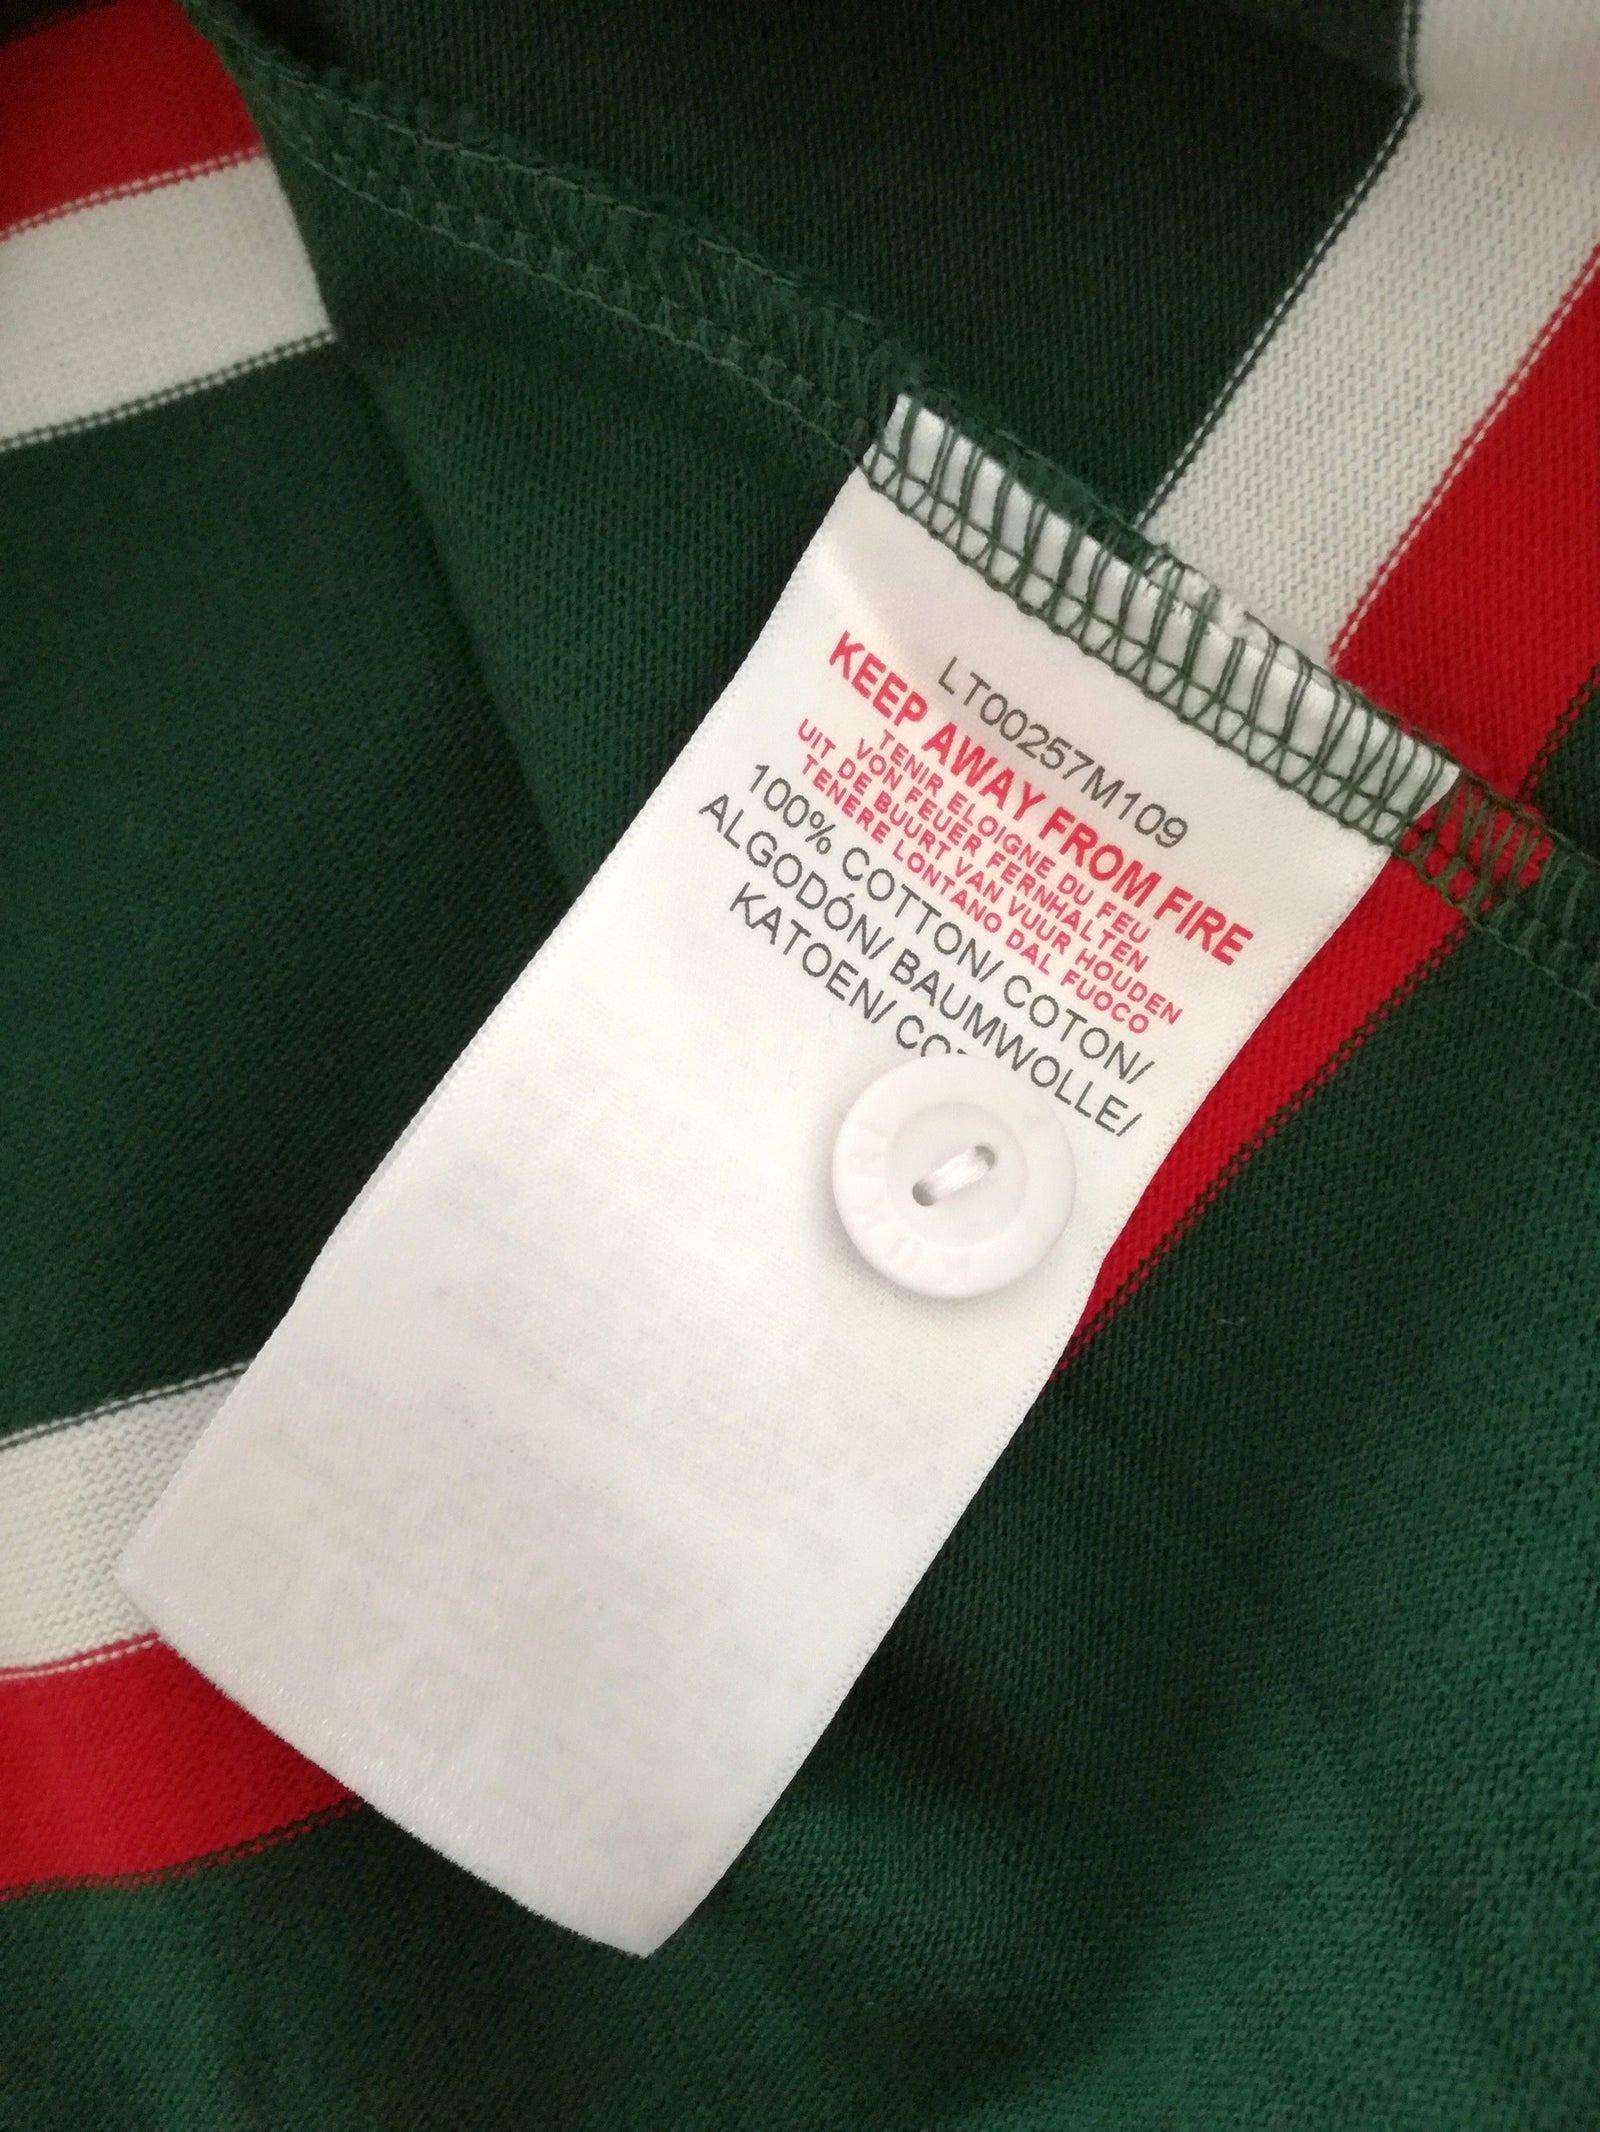 LT00257M109
KEEP AWAY FROM FIRE
TENIR ELOIGNE DU FEU
VON FEUER FERNHALTEN
UIT DE BUURT VAN VUUR HOUDEN
TENERE LONTANO DAL FUOCO
100% COTTON/ COTON/
ALGODÓN/ BAUMWOLLE/
KATOEN/